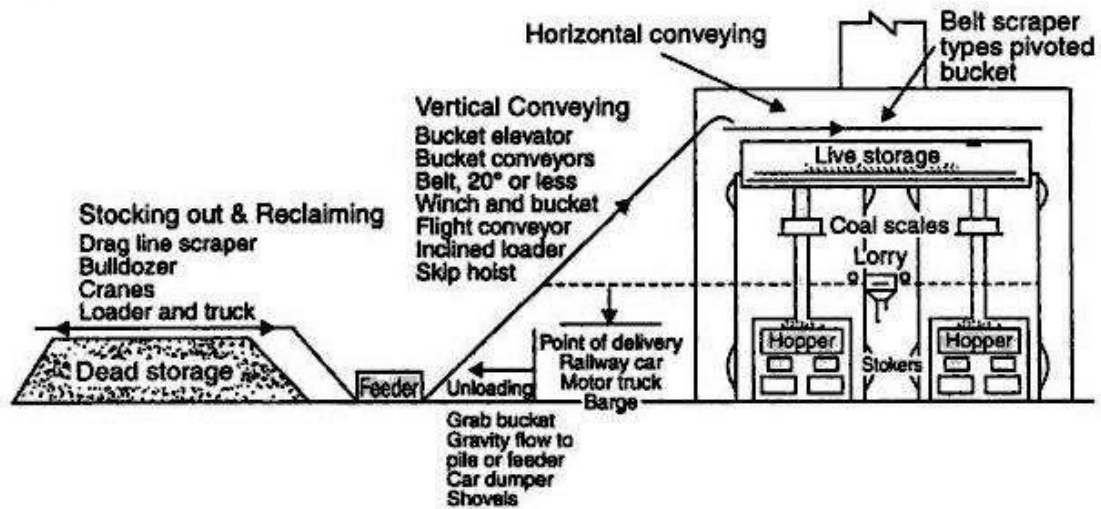 Horizontal conveying
Belt scraper
types pivoted
bucket
Vertical Conveying
Bucket elevator
Bucket conveyors
Belt, 20° or less
Winch and bucket
Flight conveyor
Inclined loader
Skip hoist
Live storage
Stocking out & Reclaiming
Drag line scraper
Bulldozer
Cranes
Loader and truck
Coal scales
Lorry
Dead storage
Feeder
Unloading
Point of delivery
Railway car
Motor truck
Barge
Hopper
Stokers
Hopper
Grab bucket
Gravity flow to
pile or feeder
Car dumper
Shovels